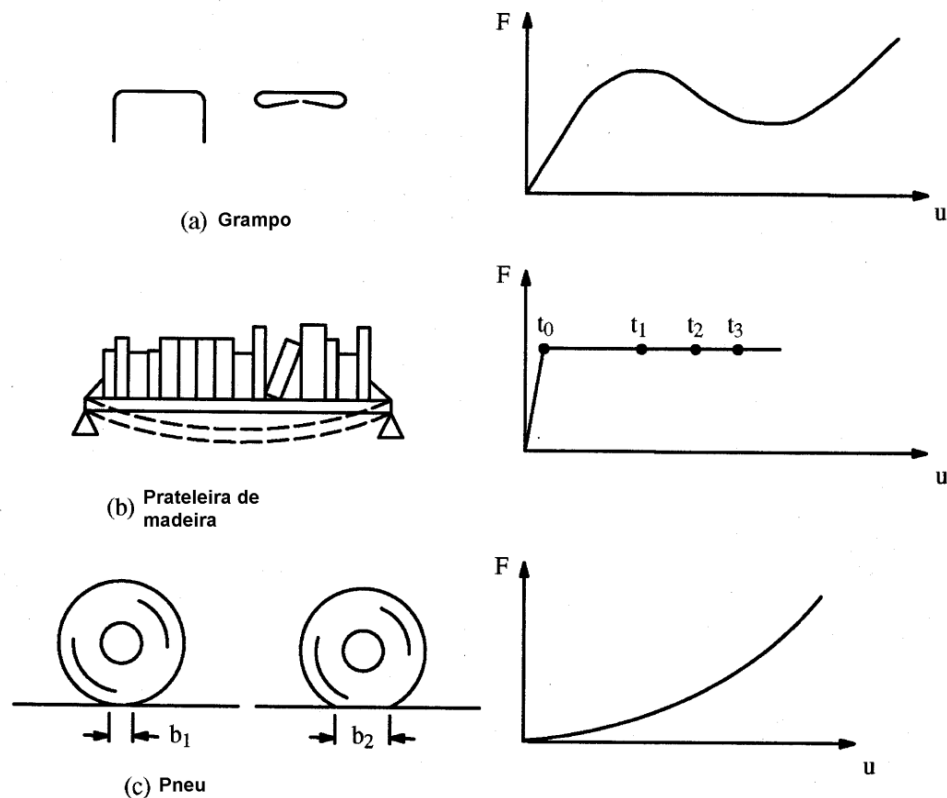 F
u
(a) Grampo
F
t0 t1 t2 t3
u
(b) Prateleira de
madeira
F
b1 b2
u
(c) Pneu